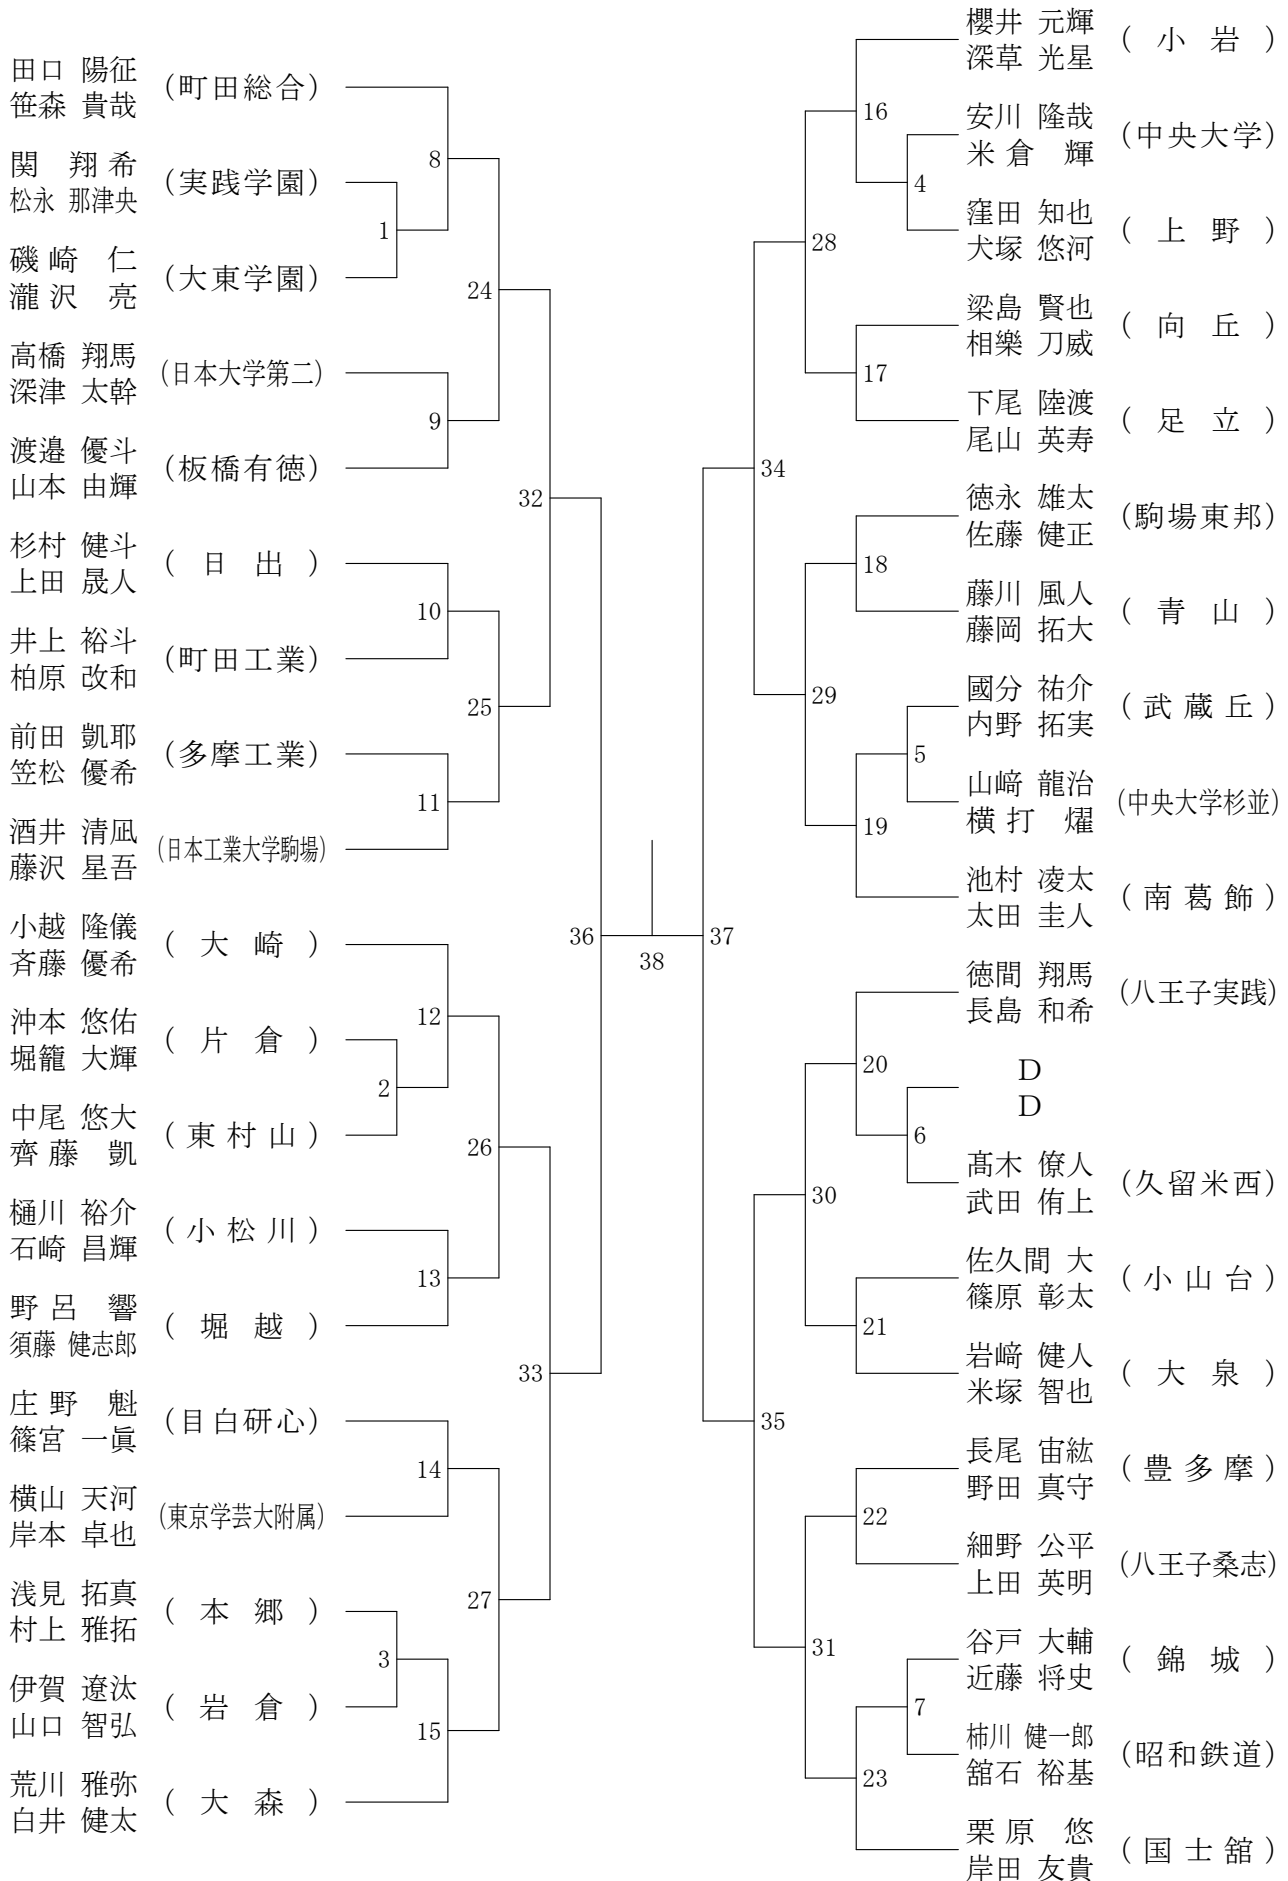 田口 陽征
笹森 貴哉
(町田総合)
関 翔希
松永 那津央
(実践学園)
磯崎 仁
瀧沢 亮
(大東学園)
高橋 翔馬
深津 太幹
(日本大学第二)
渡邉 優斗
山本 由輝
(板橋有徳)
杉村 健斗
上田 晟人
(日出)
井上 裕斗
柏原 改和
(町田工業)
前田 凱耶
笠松 優希
(多摩工業)
酒井 清凪
藤沢 星吾
(日本工業大学駒場)
小越 隆儀
斉藤 優希
(大崎)
沖本 悠佑
堀籠 大輝
(片倉)
中尾 悠大
齊藤 凱
(東村山)
樋川 裕介
石崎 昌輝
(小松川)
野呂 響
須藤 健志郎
(堀越)
庄野 魁
篠宮 一眞
(目白研心)
横山 天河
岸本 卓也
(東京学芸大附属)
浅見 拓真
村上 雅拓
(本郷)
伊賀 遼汰
山口 智弘
(岩倉)
荒川 雅弥
白井 健太
(大森)
8
1
24
9
32
10
25
11
36
12
2
26
13
33
14
27
3
15
38
37
16
4
28
17
34
18
29
5
19
20
6
30
21
35
22
31
7
23
櫻井 元輝
深草 光星
(小岩)
安川 隆哉
米倉 輝
(中央大学)
窪田 知也
犬塚 悠河
(上野)
梁島 賢也
相樂 刀威
(向丘)
下尾 陸渡
尾山 英寿
(足立)
徳永 雄太
佐藤 健正
(駒場東邦)
藤川 風人
藤岡 拓大
(青山)
國分 祐介
内野 拓実
(武蔵丘)
山﨑 龍治
横打 燿
(中央大学杉並)
池村 凌太
太田 圭人
(南葛飾)
徳間 翔馬
長島 和希
(八王子実践)
D
D
髙木 僚人
武田 侑上
(久留米西)
佐久間 大
篠原 彰太
(小山台)
岩﨑 健人
米塚 智也
(大泉)
長尾 宙紘
野田 真守
(豊多摩)
細野 公平
上田 英明
(八王子桑志)
谷戸 大輔
近藤 将史
(錦城)
柿川 健一郎
舘石 裕基
(昭和鉄道)
栗原 悠
岸田 友貴
(国士舘)